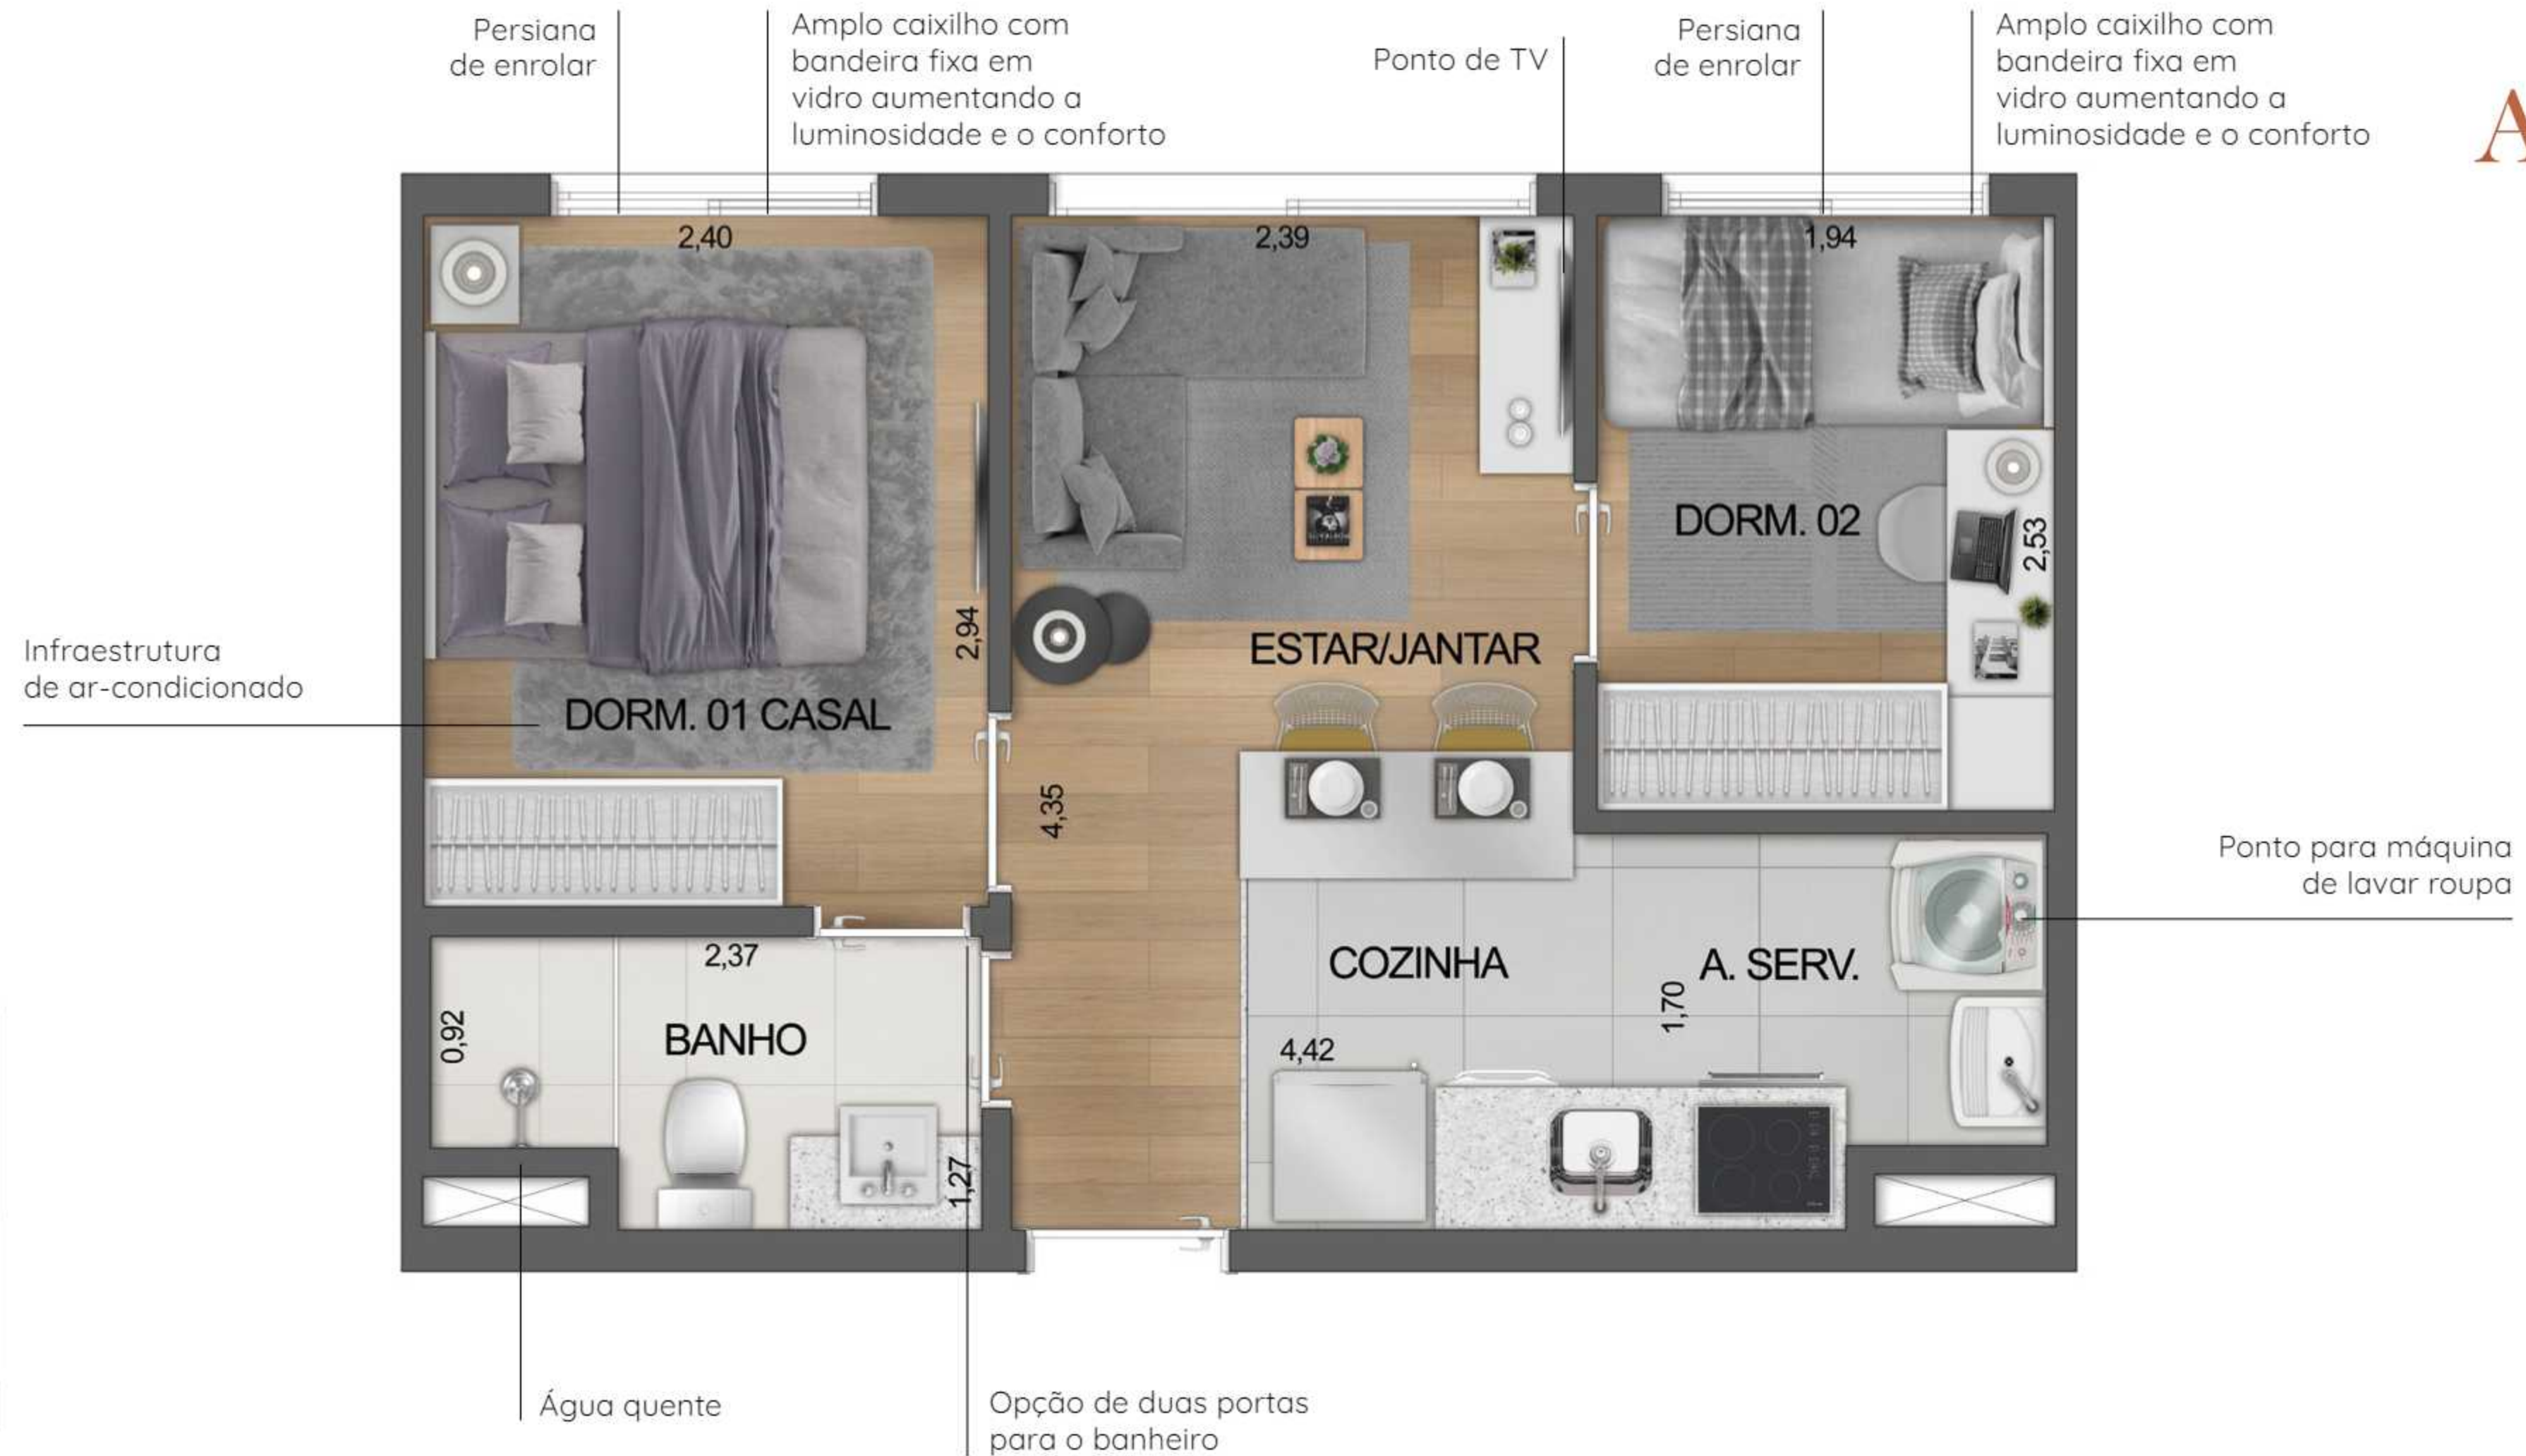 Persiana
de enrolar
Amplo caixilho com
bandeira fixa em
vidro aumentando a
luminosidade e o conforto
Ponto de TV
Persiana
de enrolar
Amplo caixilho com
bandeira fixa em
vidro aumentando a
luminosidade e o conforto
A
2,40
2,39
1,94
DORM. 02
2,53
2,94
ESTAR/JANTAR
Infraestrutura
de ar-condicionado
DORM. 01 CASAL
4,35
Ponto para máquina
de lavar roupa
2,37
COZINHA
A. SERV.
0,92
BANHO
1,70
4,42
1,27
Água quente
Opção de duas portas
para o banheiro